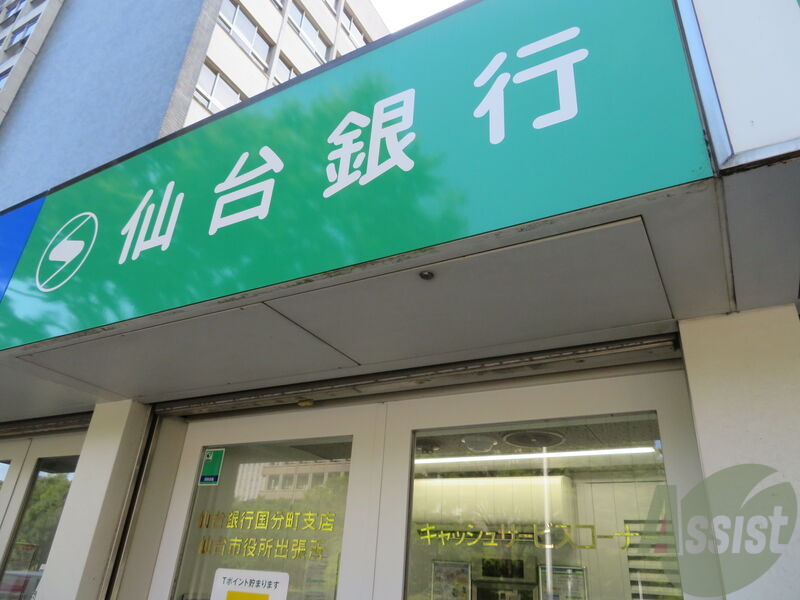 仙台銀行
仙台銀行国分町支店
仙台市役所出張所
キャッシュサービスコーナー
Tポイント貯まります
Assist